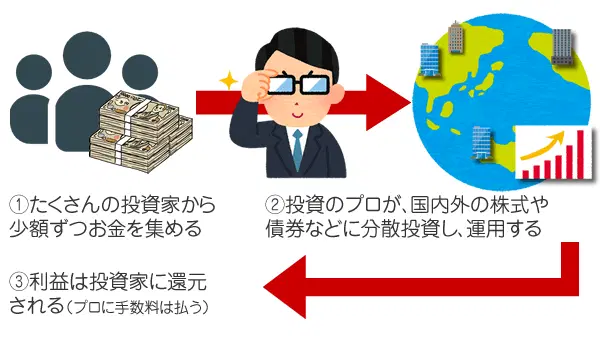 ①たくさんの投資家から
少額ずつお金を集める
②投資のプロが、国内外の株式や
債券などに分散投資し、運用する
③利益は投資家に還元
される（プロに手数料は払う）